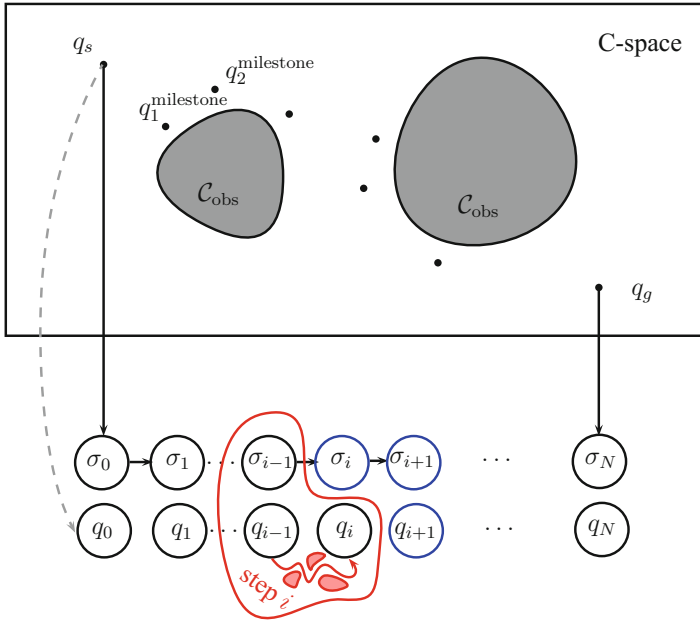 q_s
C-space
q_2^milestone
q_1^milestone
C_obs
C_obs
q_g
σ_0 σ_1 ... σ_{i−1} σ_i σ_{i+1} ... σ_N
q_0 q_1 ... q_{i−1} q_i q_{i+1} ... q_N
step i